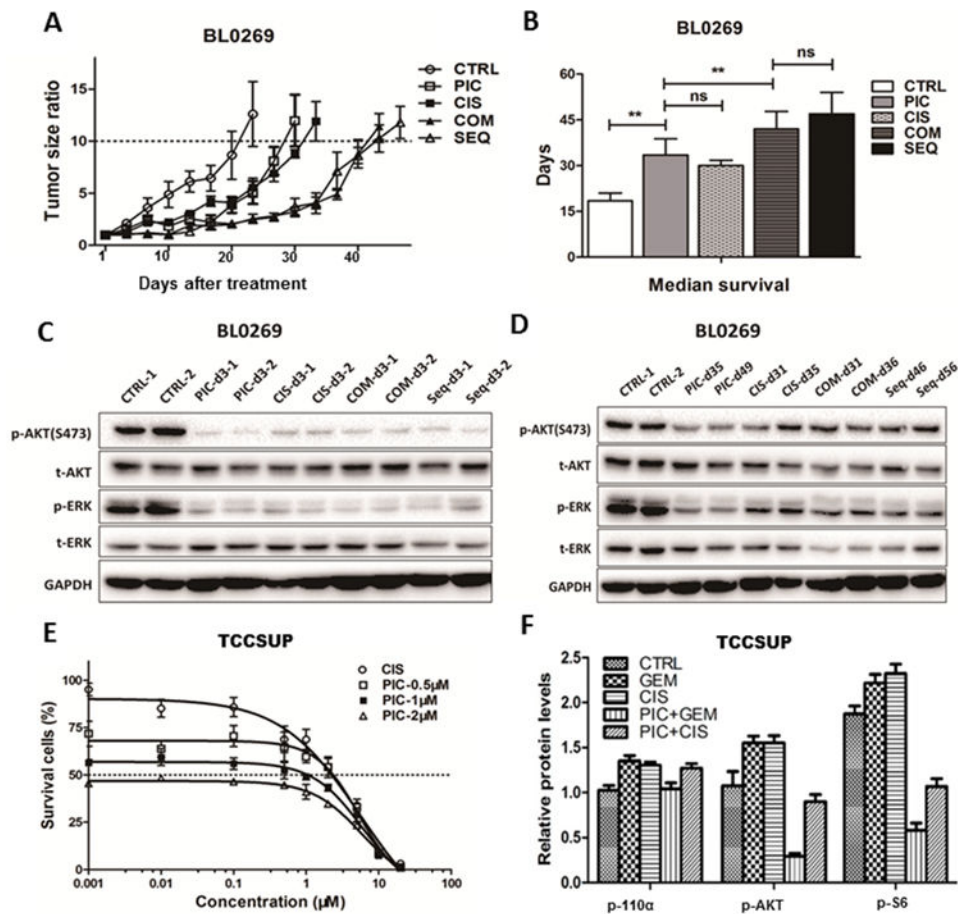 A
BL0269
Tumor size ratio
15
10
5
0
1 10 20 30 40
Days after treatment
CTRL
PIC
CIS
COM
SEQ
B
BL0269
Days
60
45
30
15
0
** ns ** ns
Median survival
CTRL
PIC
CIS
COM
SEQ
C
BL0269
CTRL-1 CTRL-2 PIC-d3-1 PIC-d3-2 CIS-d3-1 CIS-d3-2 COM-d3-1 COM-d3-2 Seq-d3-1 Seq-d3-2
p-AKT(S473)
t-AKT
p-ERK
t-ERK
GAPDH
D
BL0269
CTRL-1 CTRL-2 PIC-d35 PIC-d49 CIS-d31 CIS-d35 COM-d31 COM-d36 Seq-d46 Seq-d56
p-AKT(S473)
t-AKT
p-ERK
t-ERK
GAPDH
E
TCCSUP
Survival cells (%)
100
75
50
25
0
0.001 0.01 0.1 1 10 100
Concentration (μM)
CIS
PIC-0.5μM
PIC-1μM
PIC-2μM
F
TCCSUP
Relative protein levels
2.5
2.0
1.5
1.0
0.5
0.0
CTRL
GEM
CIS
PIC+GEM
PIC+CIS
p-110α p-AKT p-S6